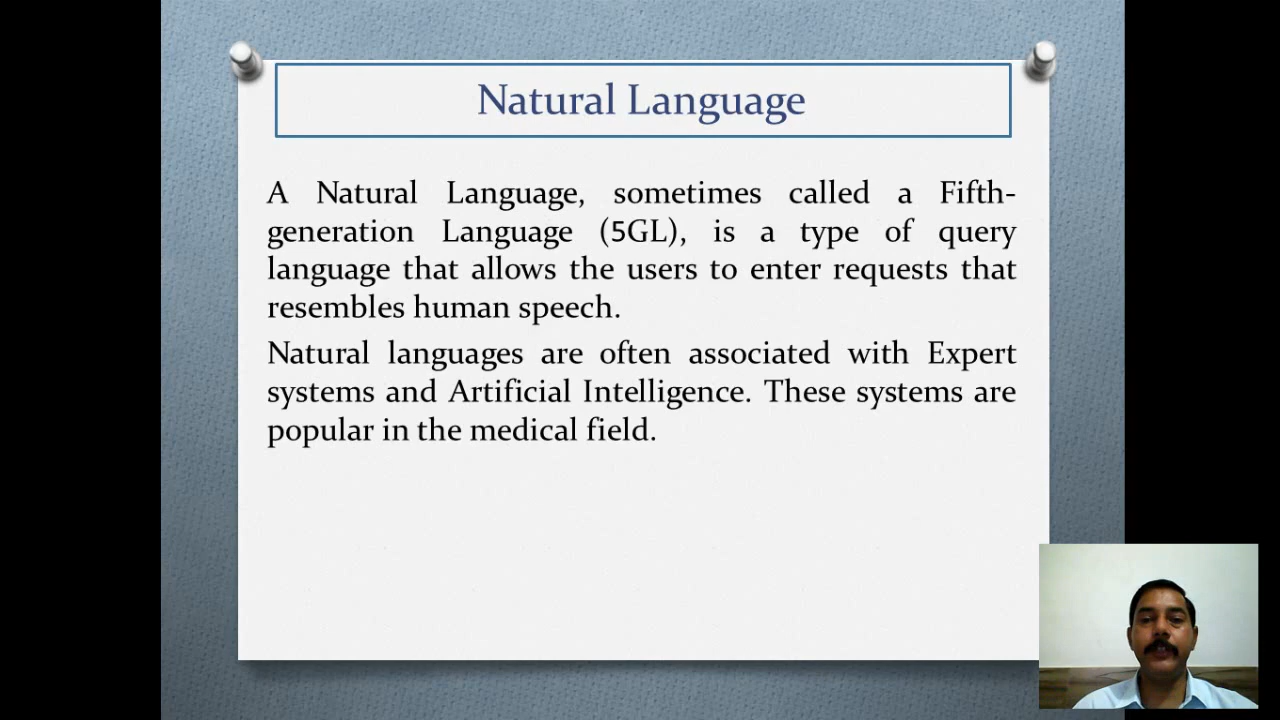 Natural Language
A Natural Language, sometimes called a Fifth-
generation Language (5GL), is a type of query
language that allows the users to enter requests that
resembles human speech.
Natural languages are often associated with Expert
systems and Artificial Intelligence. These systems are
popular in the medical field.